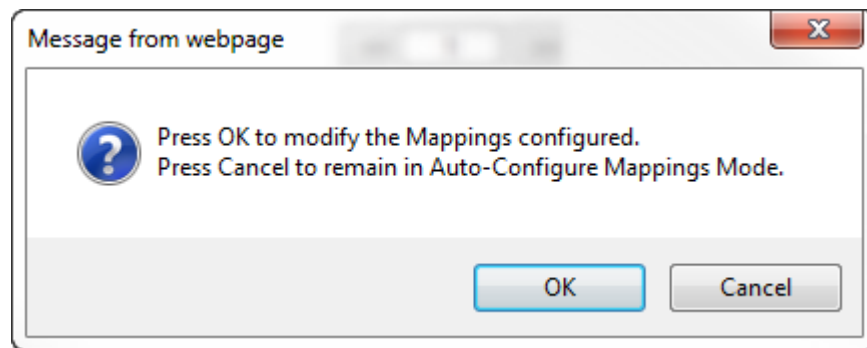 Message from webpage
Press OK to modify the Mappings configured.
Press Cancel to remain in Auto-Configure Mappings Mode.
OK
Cancel